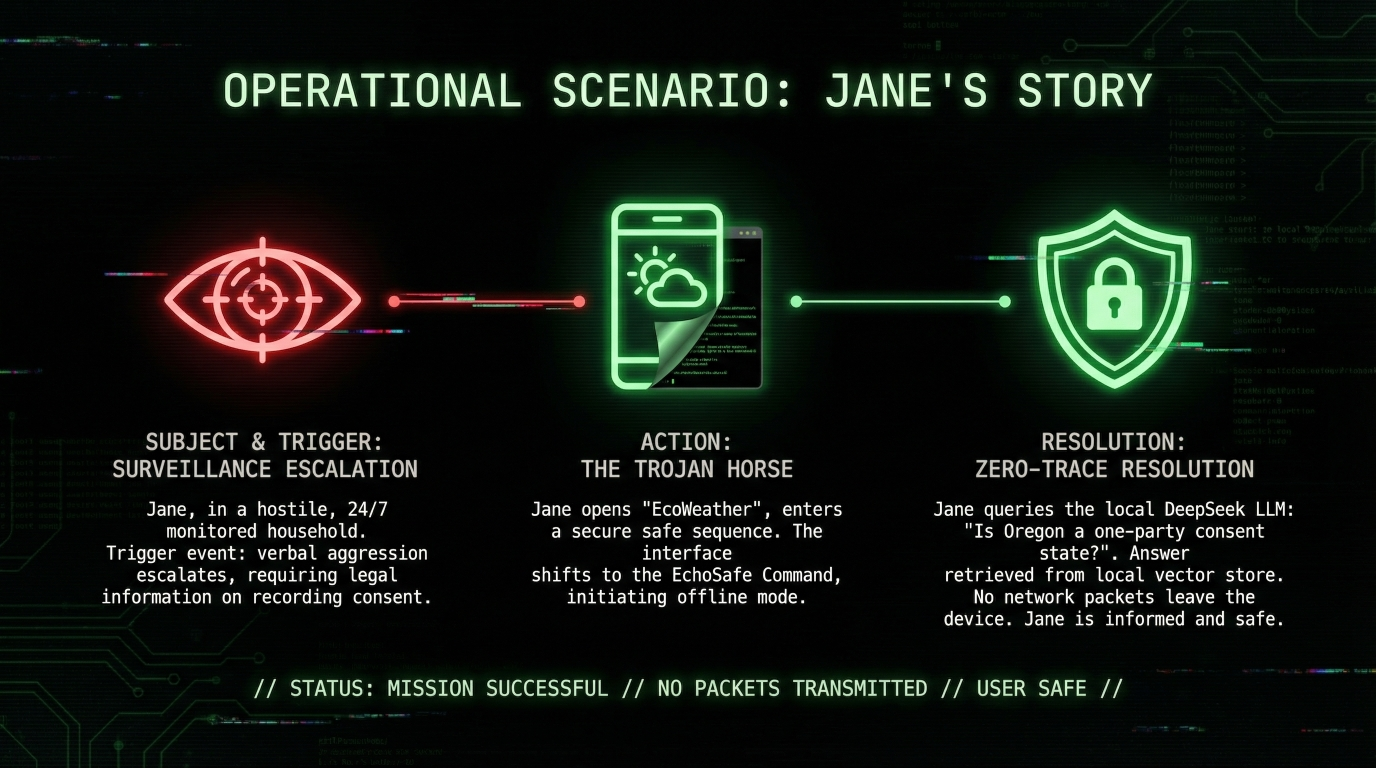 OPERATIONAL SCENARIO: JANE'S STORY
SUBJECT & TRIGGER:
SURVEILLANCE ESCALATION
Jane, in a hostile, 24/7
monitored household.
Trigger event: verbal aggression
escalates, requiring legal
information on recording consent.
ACTION:
THE TROJAN HORSE
Jane opens "EcoWeather", enters
a secure safe sequence. The
interface
shifts to the EchoSafe Command,
initiating offline mode.
RESOLUTION:
ZERO-TRACE RESOLUTION
Jane queries the local DeepSeek LLM:
"Is Oregon a one-party consent
state?". Answer
retrieved from local vector store.
No network packets leave the
device. Jane is informed and safe.
// STATUS: MISSION SUCCESSFUL // NO PACKETS TRANSMITTED // USER SAFE //